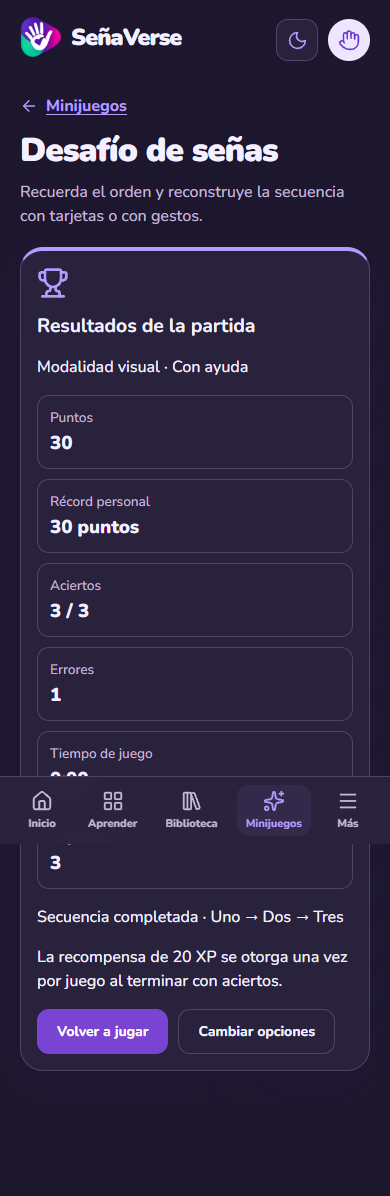 SeñaVerse
Minijuegos
Desafío de señas
Recuerda el orden y reconstruye la secuencia
con tarjetas o con gestos.
Resultados de la partida
Modalidad visual · Con ayuda
Puntos
30
Récord personal
30 puntos
Aciertos
3 / 3
Errores
1
Tiempo de juego
Inicio
Aprender
Biblioteca
Minijuegos
Más
3
Secuencia completada · Uno → Dos → Tres
La recompensa de 20 XP se otorga una vez
por juego al terminar con aciertos.
Volver a jugar
Cambiar opciones